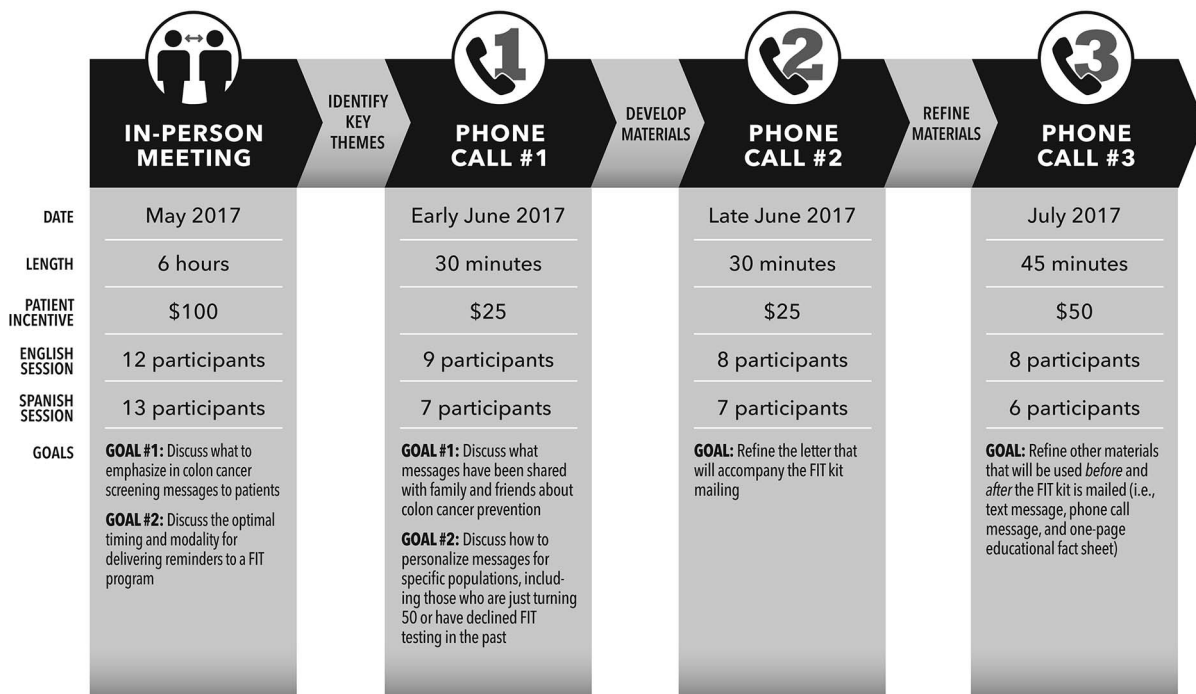 1
2
3
IN-PERSON
MEETING
IDENTIFY
KEY
THEMES
PHONE
CALL #1
DEVELOP
MATERIALS
PHONE
CALL #2
REFINE
MATERIALS
PHONE
CALL #3
DATE
May 2017
Early June 2017
Late June 2017
July 2017
LENGTH
6 hours
30 minutes
30 minutes
45 minutes
PATIENT
INCENTIVE
$100
$25
$25
$50
ENGLISH
SESSION
12 participants
9 participants
8 participants
8 participants
SPANISH
SESSION
13 participants
7 participants
7 participants
6 participants
GOALS
GOAL #1: Discuss what to
emphasize in colon cancer
screening messages to patients
GOAL #2: Discuss the optimal
timing and modality for
delivering reminders to a FIT
program
GOAL #1: Discuss what
messages have been shared
with family and friends about
colon cancer prevention
GOAL #2: Discuss how to
personalize messages for
specific populations, includ-
ing those who are just turning
50 or have declined FIT
testing in the past
GOAL: Refine the letter that
will accompany the FIT kit
mailing
GOAL: Refine other materials
that will be used before and
after the FIT kit is mailed (i.e.,
text message, phone call
message, and one-page
educational fact sheet)